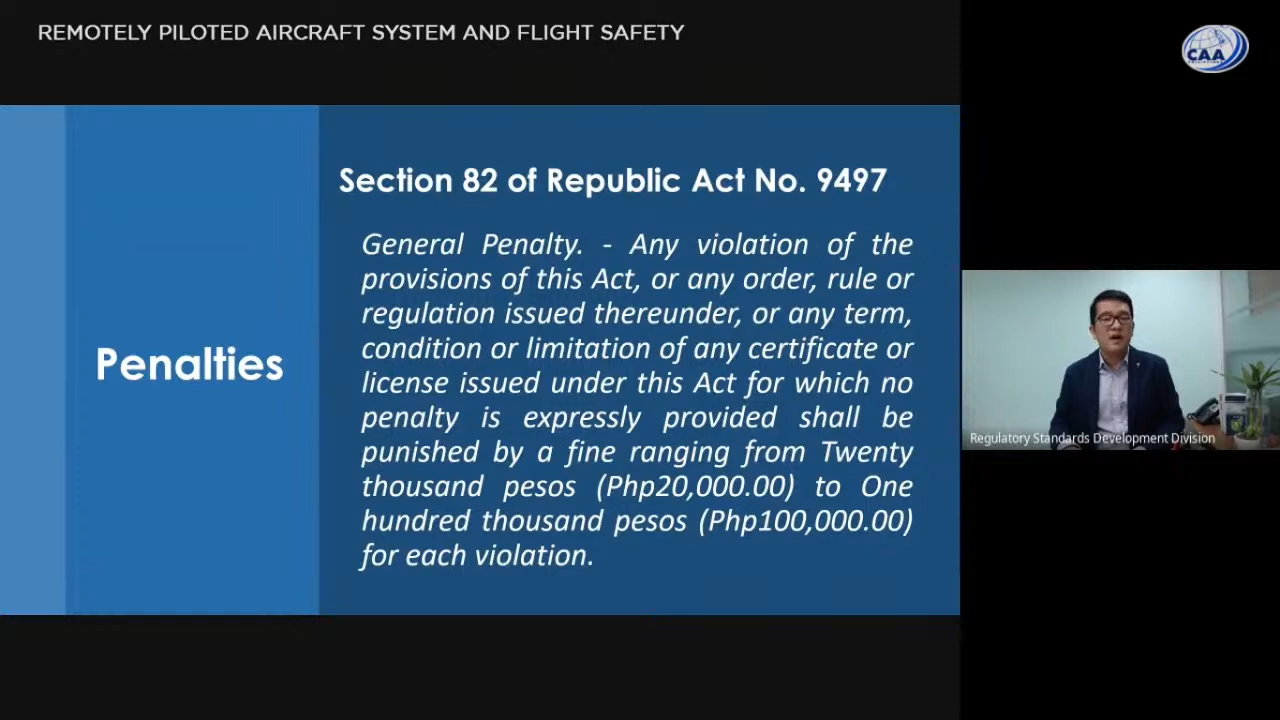 REMOTELY PILOTED AIRCRAFT SYSTEM AND FLIGHT SAFETY
CAA
PHILIPPINES
Section 82 of Republic Act No. 9497
General Penalty. - Any violation of the
provisions of this Act, or any order, rule or
regulation issued thereunder, or any term,
condition or limitation of any certificate or
license issued under this Act for which no
penalty is expressly provided shall be
punished by a fine ranging from Twenty
thousand pesos (Php20,000.00) to One
hundred thousand pesos (Php100,000.00)
for each violation.
Penalties
Regulatory Standards Development Division